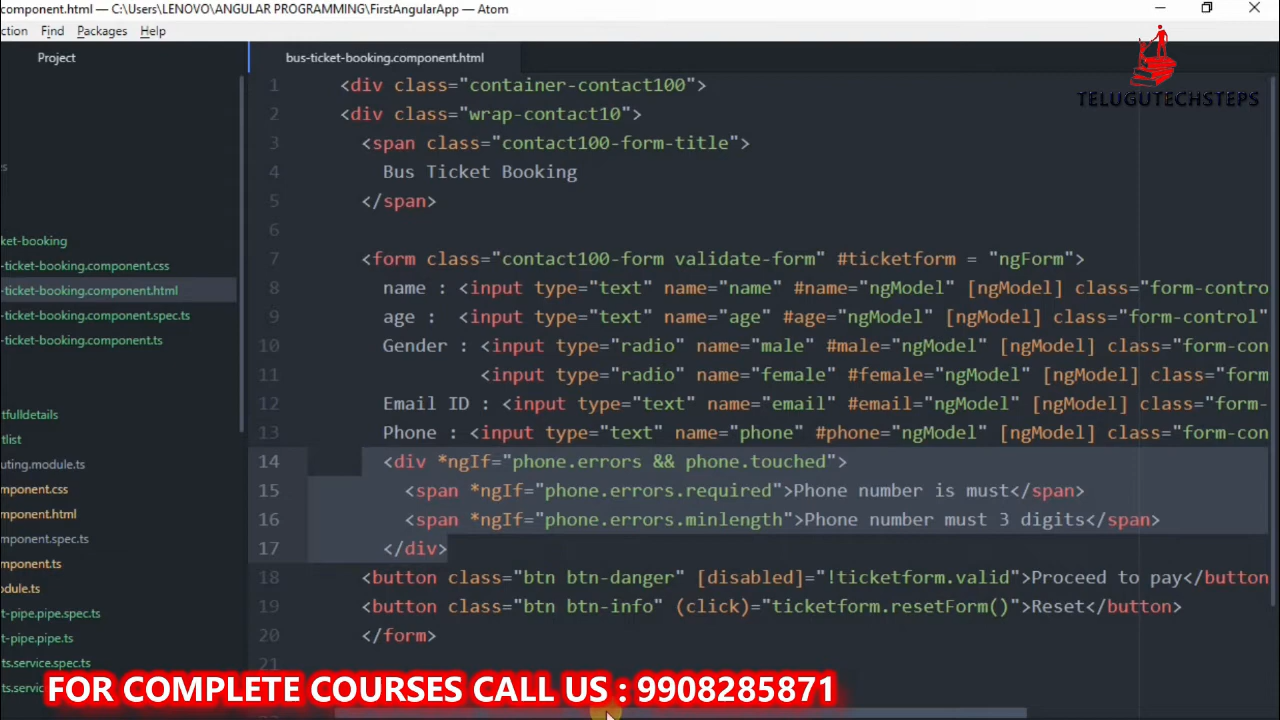 component.html — C:\Users\LENOVO\ANGULAR PROGRAMMING\FirstAngularApp — Atom
ction Find Packages Help
Project
bus-ticket-booking.component.html
TELUGUTECHSTEPS
s
ket-booking
-ticket-booking.component.css
-ticket-booking.component.html
-ticket-booking.component.spec.ts
-ticket-booking.component.ts
tfulldetails
tlist
uting.module.ts
mponent.css
mponent.html
mponent.spec.ts
mponent.ts
odule.ts
t-pipe.pipe.spec.ts
t-pipe.pipe.ts
ts.service.spec.ts
ts.servic
1 <div class="container-contact100">
2 <div class="wrap-contact10">
3 <span class="contact100-form-title">
4 Bus Ticket Booking
5 </span>
6
7 <form class="contact100-form validate-form" #ticketform = "ngForm">
8 name : <input type="text" name="name" #name="ngModel" [ngModel] class="form-contro
9 age : <input type="text" name="age" #age="ngModel" [ngModel] class="form-control"
10 Gender : <input type="radio" name="male" #male="ngModel" [ngModel] class="form-con
11 <input type="radio" name="female" #female="ngModel" [ngModel] class="form
12 Email ID : <input type="text" name="email" #email="ngModel" [ngModel] class="form-
13 Phone : <input type="text" name="phone" #phone="ngModel" [ngModel] class="form-con
14 <div *ngIf="phone.errors && phone.touched">
15 <span *ngIf="phone.errors.required">Phone number is must</span>
16 <span *ngIf="phone.errors.minlength">Phone number must 3 digits</span>
17 </div>
18 <button class="btn btn-danger" [disabled]="!ticketform.valid">Proceed to pay</button
19 <button class="btn btn-info" (click)="ticketform.resetForm()">Reset</button>
20 </form>
21
FOR COMPLETE COURSES CALL US : 9908285871